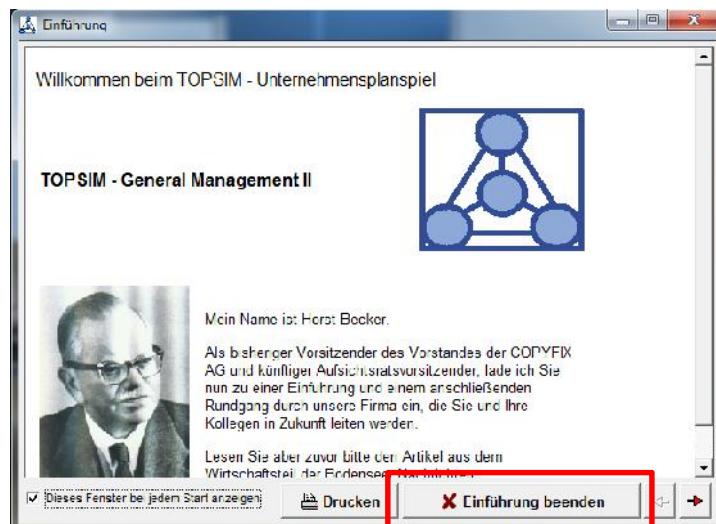 Einführung
Willkommen beim TOPSIM - Unternehmensplanspiel
TOPSIM - General Management II
Mein Name ist Horst Becker.
Als bisheriger Vorsitzender des Vorstandes der COPYFIX
AG und künftiger Aufsichtsratsvorsitzender, lade ich Sie
nun zu einer Einführung und einem anschließenden
Rundgang durch unsere Firma ein, die Sie und Ihre
Kollegen in Zukunft leiten werden.
Lesen Sie aber zuvor bitte den Artikel aus dem
Wirtschaftsteil der Bodensee Nachrichten
Dieses Fenster bei jedem Start anzeigen
Drucken
Einführung beenden